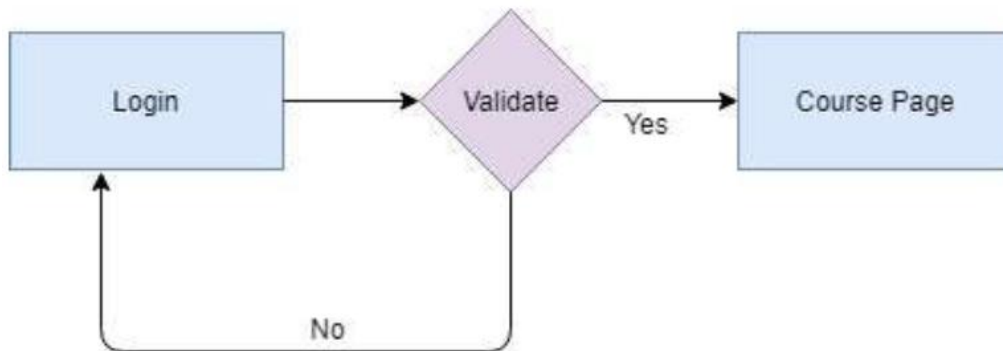 Login
Validate
Yes
Course Page
No